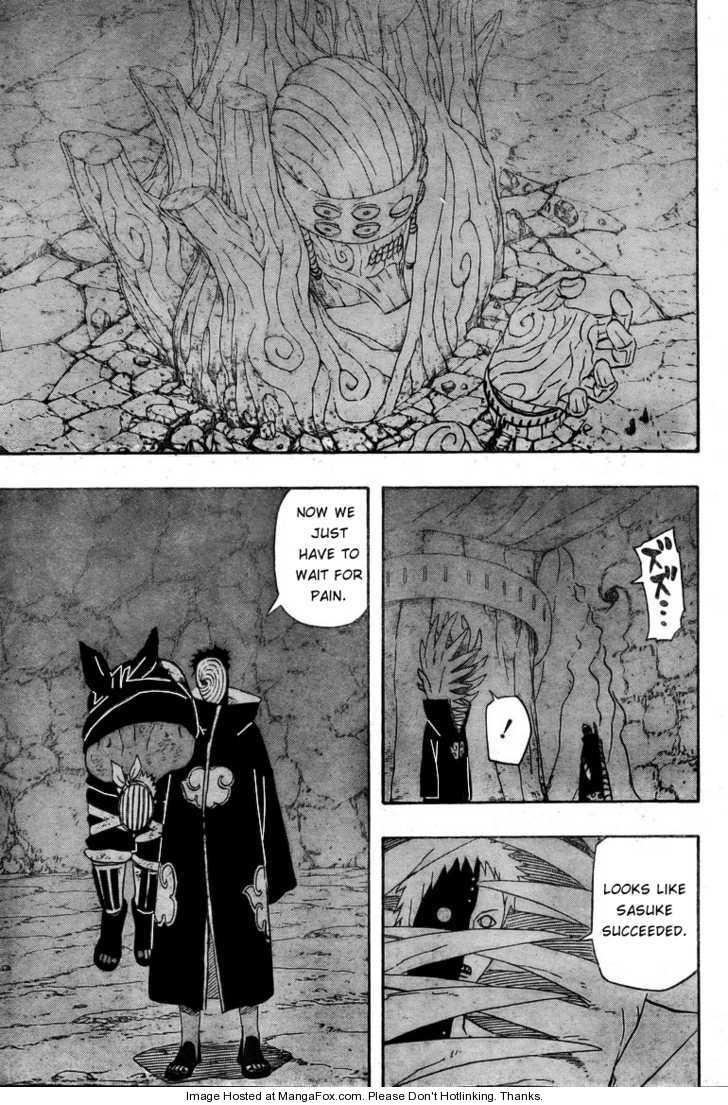 ズズ…
!
LOOKS LIKE
SASUKE
SUCCEEDED.
NOW WE
JUST
HAVE TO
WAIT FOR
PAIN.
Image Hosted at MangaFox.com. Please Don't Hotlinking. Thanks.